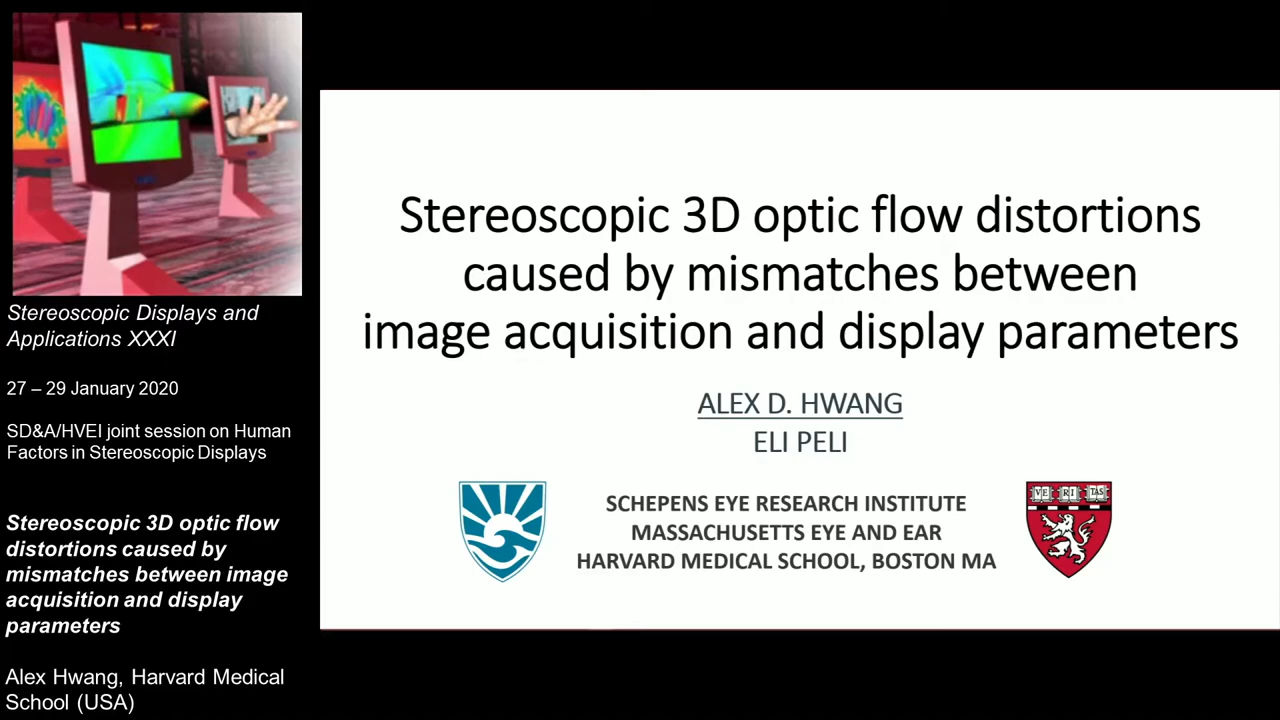 Stereoscopic Displays and
Applications XXXI
27 – 29 January 2020
SD&A/HVEI joint session on Human
Factors in Stereoscopic Displays
Stereoscopic 3D optic flow
distortions caused by
mismatches between image
acquisition and display
parameters
Alex Hwang, Harvard Medical
School (USA)
Stereoscopic 3D optic flow distortions
caused by mismatches between
image acquisition and display parameters
ALEX D. HWANG
ELI PELI
SCHEPENS EYE RESEARCH INSTITUTE
MASSACHUSETTS EYE AND EAR
HARVARD MEDICAL SCHOOL, BOSTON MA
VE RI TAS